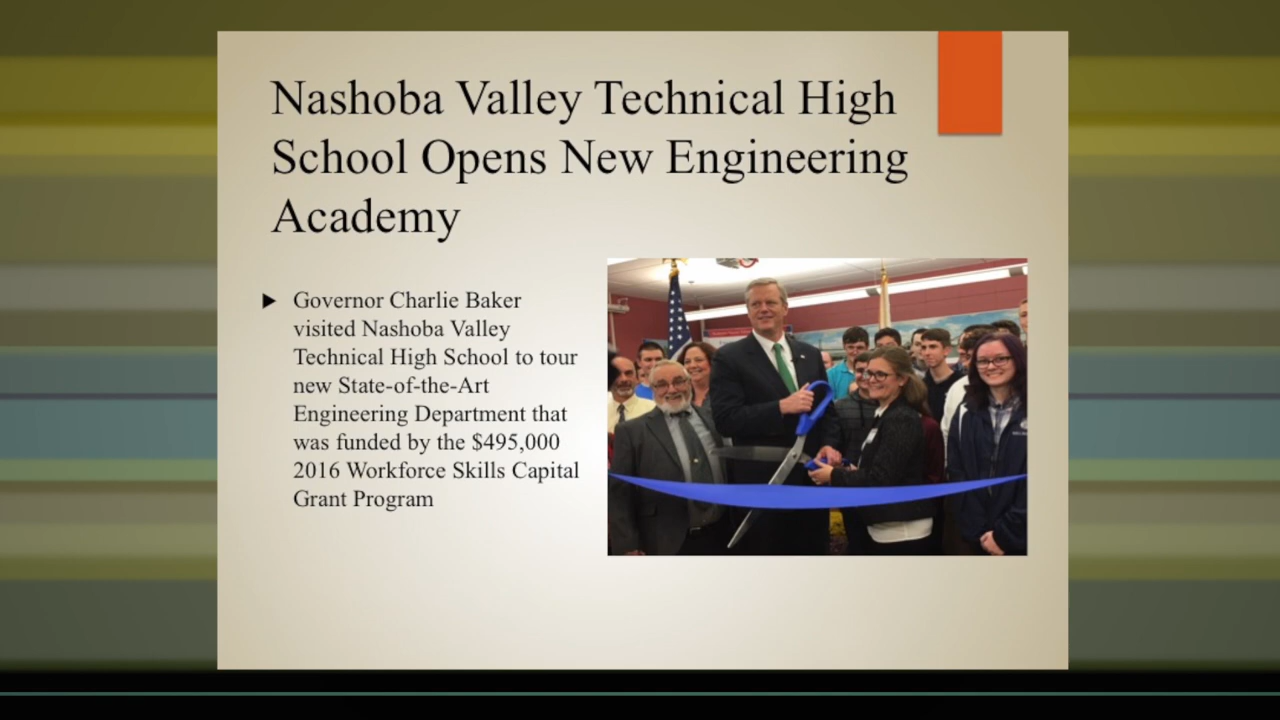 Nashoba Valley Technical High
School Opens New Engineering
Academy
Governor Charlie Baker
visited Nashoba Valley
Technical High School to tour
new State-of-the-Art
Engineering Department that
was funded by the $495,000
2016 Workforce Skills Capital
Grant Program